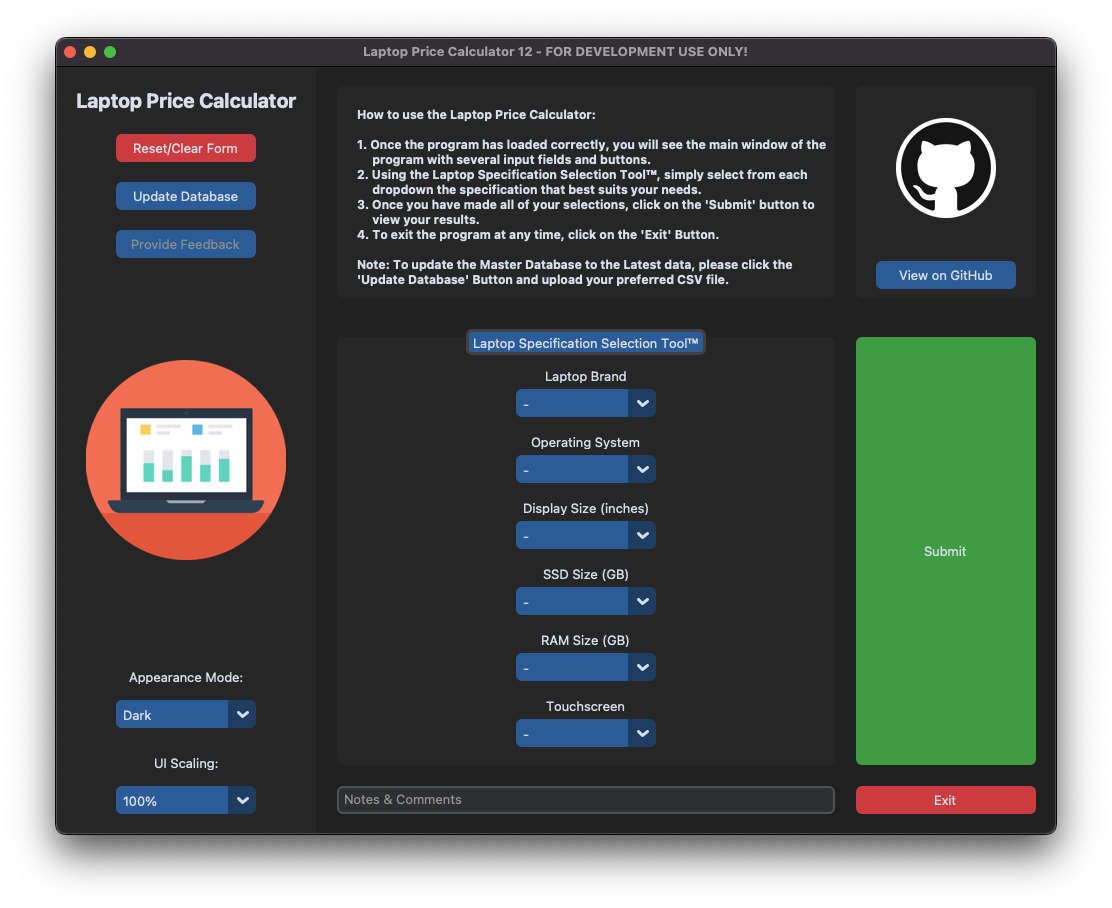 Laptop Price Calculator 12 - FOR DEVELOPMENT USE ONLY!
Laptop Price Calculator
Reset/Clear Form
Update Database
Provide Feedback
Appearance Mode:
Dark
UI Scaling:
100%
How to use the Laptop Price Calculator:
1. Once the program has loaded correctly, you will see the main window of the
program with several input fields and buttons.
2. Using the Laptop Specification Selection Tool™, simply select from each
dropdown the specification that best suits your needs.
3. Once you have made all of your selections, click on the 'Submit' button to
view your results.
4. To exit the program at any time, click on the 'Exit' Button.
Note: To update the Master Database to the Latest data, please click the
'Update Database' Button and upload your preferred CSV file.
View on GitHub
Laptop Specification Selection Tool™
Laptop Brand
-
Operating System
-
Display Size (inches)
-
SSD Size (GB)
-
RAM Size (GB)
-
Touchscreen
-
Notes & Comments
Submit
Exit